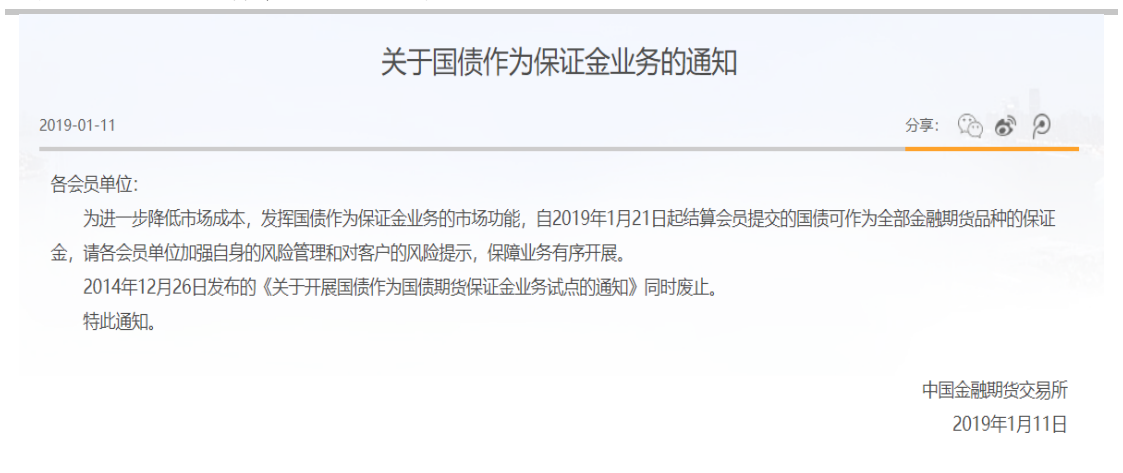 关于国债作为保证金业务的通知
2019-01-11
分享：
各会员单位：
为进一步降低市场成本，发挥国债作为保证金业务的市场功能，自2019年1月21日起结算会员提交的国债可作为全部金融期货品种的保证
金，请各会员单位加强自身的风险管理和对客户的风险提示，保障业务有序开展。
2014年12月26日发布的《关于开展国债作为国债期货保证金业务试点的通知》同时废止。
特此通知。
中国金融期货交易所
2019年1月11日